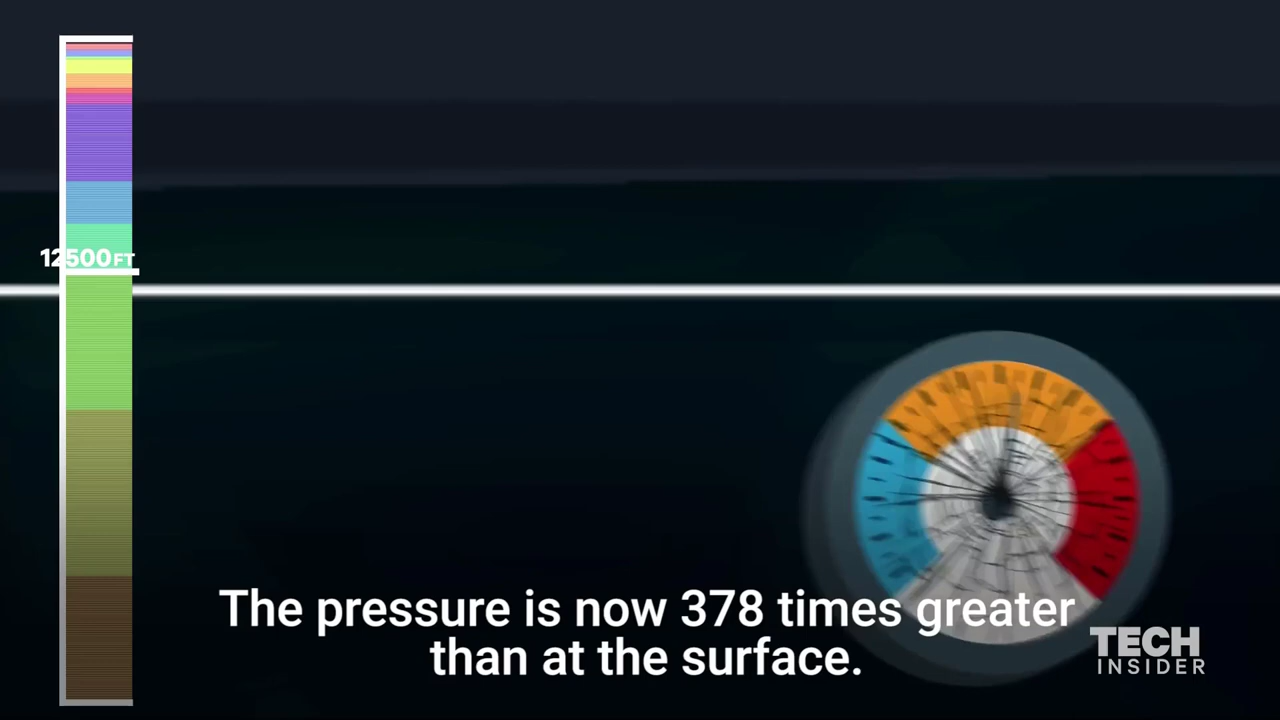 12500FT
The pressure is now 378 times greater
than at the surface.
TECH
INSIDER